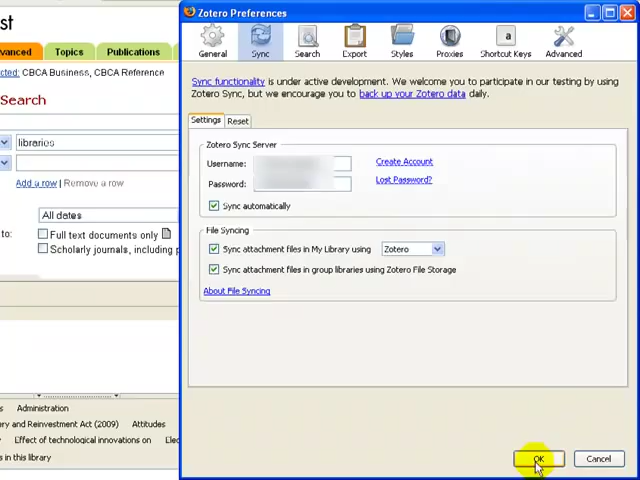 st
vanced Topics Publications
cted: CBCA Business, CBCA Reference
Search
libraries
Add a row | Remove a row
All dates
to: Full text documents only
Scholarly journals, including p
s Administration
ery and Reinvestment Act (2009) Attitudes
Effect of technological innovations on Elec
s in this library
Zotero Preferences
General Sync Search Export Styles Proxies Shortcut Keys Advanced
a
Sync functionality is under active development. We welcome you to participate in our testing by using
Zotero Sync, but we encourage you to back up your Zotero data daily.
Settings Reset
Zotero Sync Server
Username: Create Account
Password: Lost Password?
Sync automatically
File Syncing
Sync attachment files in My Library using Zotero
Sync attachment files in group libraries using Zotero File Storage
About File Syncing
OK Cancel